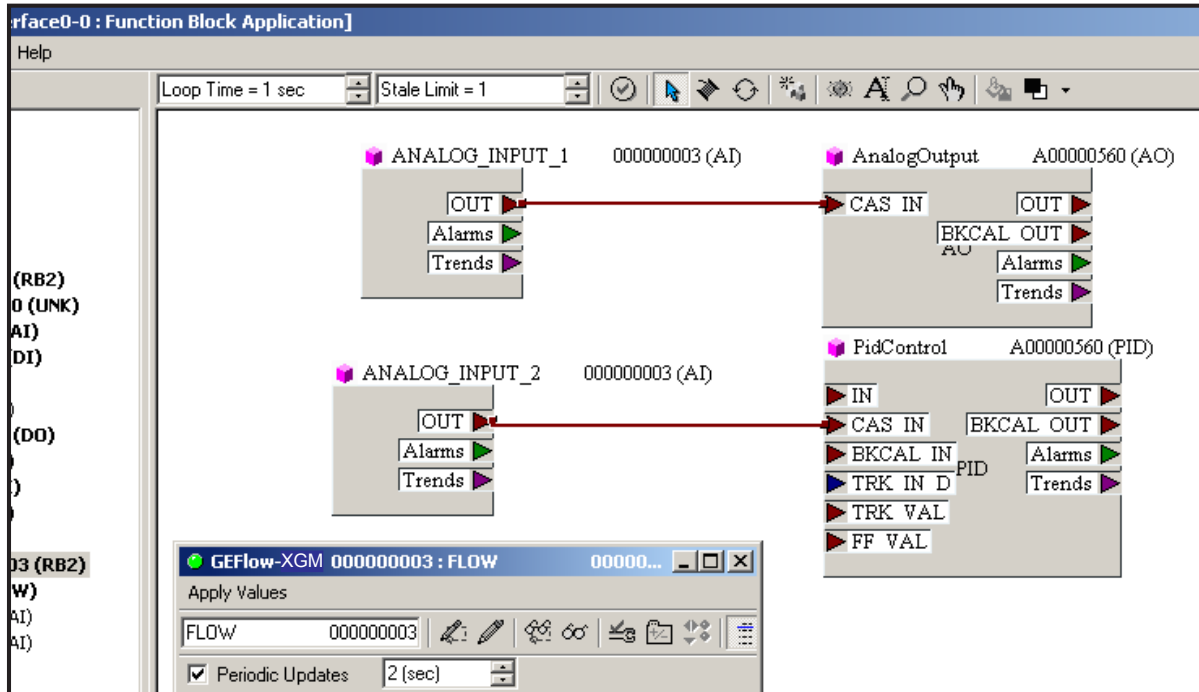 rface0-0 : Function Block Application]
Help
Loop Time = 1 sec
Stale Limit = 1
ANALOG_INPUT_1 000000003 (AI)
OUT
Alarms
Trends
AnalogOutput A00000560 (AO)
CAS IN
OUT
BKCAL OUT
AO
Alarms
Trends
ANALOG_INPUT_2 000000003 (AI)
OUT
Alarms
Trends
PidControl A00000560 (PID)
IN
CAS IN
BKCAL IN
TRK IN D
TRK VAL
FF VAL
OUT
BKCAL OUT
PID
Alarms
Trends
(RB2)
0 (UNK)
AI)
(DI)
)
(DO)
)
)
)
03 (RB2)
W)
AI)
AI)
GEFlow-XGM 000000003 : FLOW 00000...
Apply Values
FLOW 000000003
Periodic Updates 2 (sec)